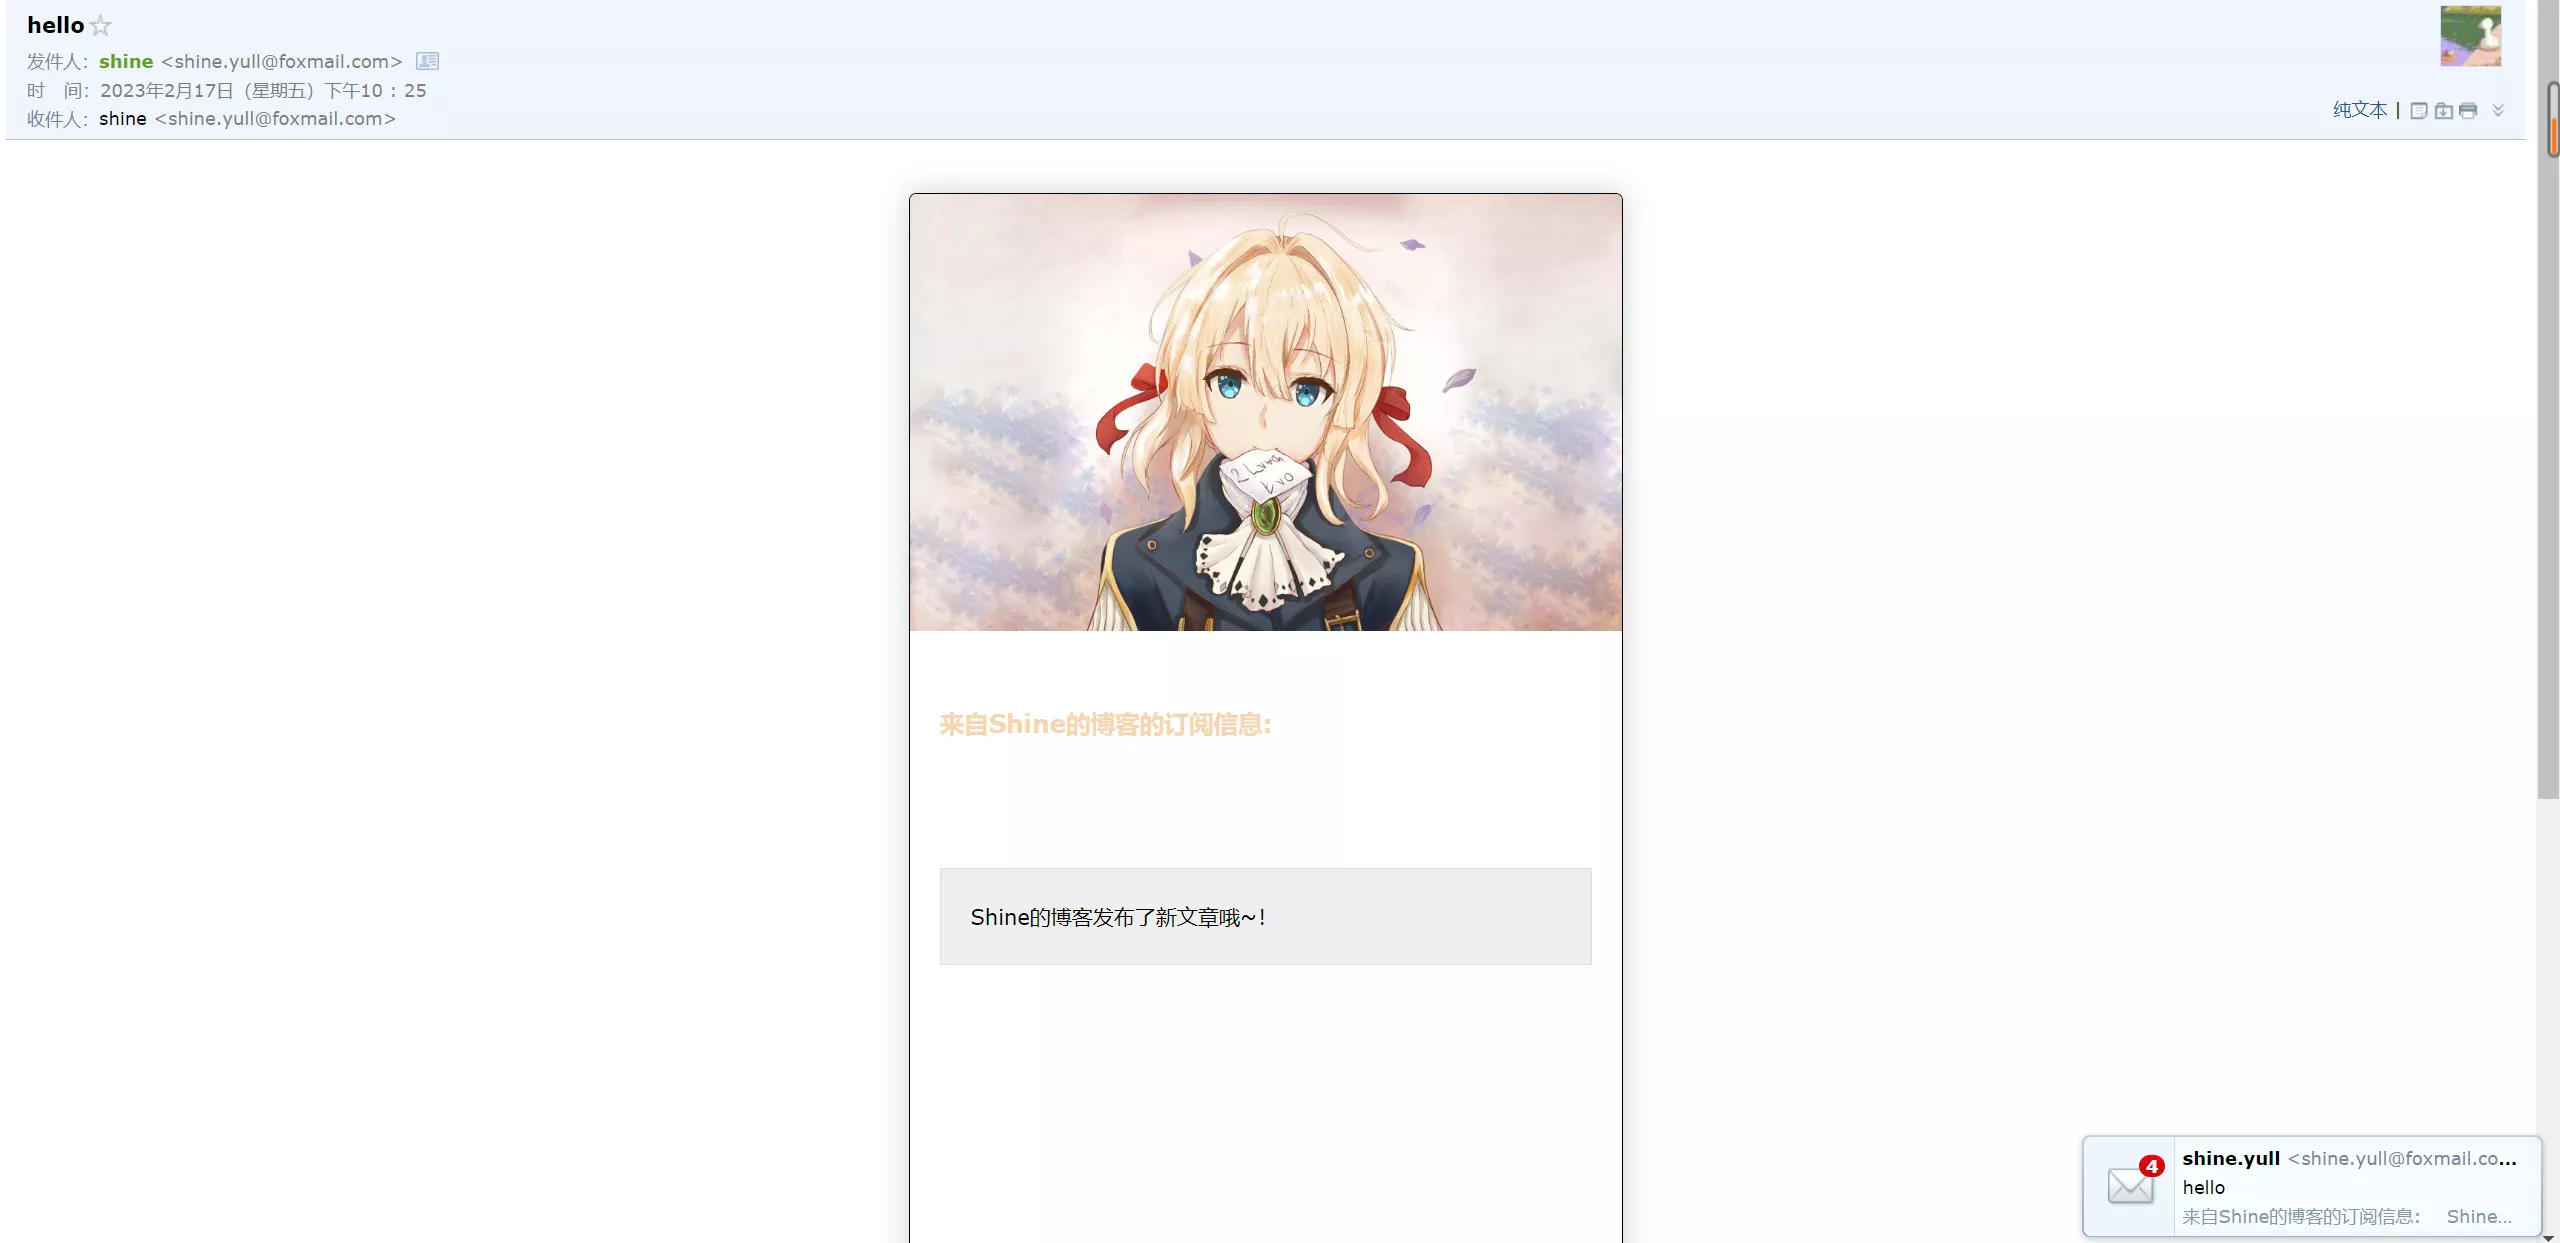 hello
发件人：shine <shine.yull@foxmail.com>
时　间：2023年2月17日（星期五）下午10：25
收件人：shine <shine.yull@foxmail.com>
纯文本 |
来自Shine的博客的订阅信息:
Shine的博客发布了新文章哦~！
4
shine.yull <shine.yull@foxmail.co...
hello
来自Shine的博客的订阅信息: Shine...